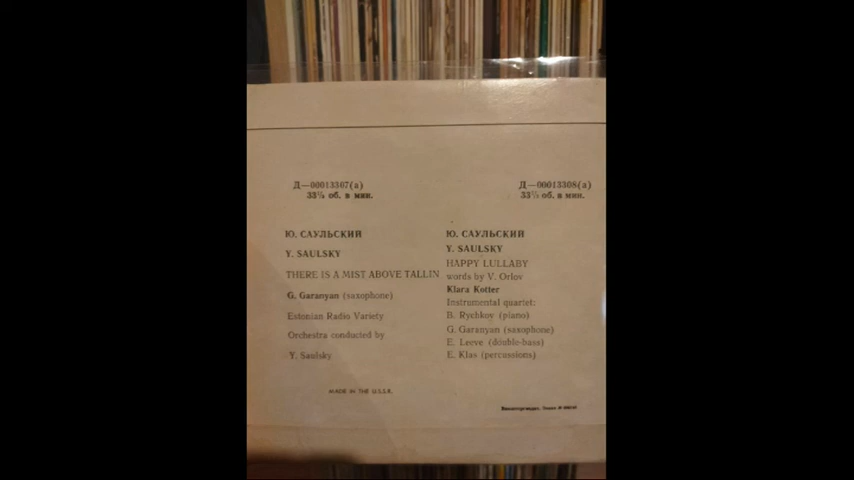 Д—00013307(а)
33⅓ об. в мин.
Ю. САУЛЬСКИЙ
Y. SAULSKY
THERE IS A MIST ABOVE TALLIN
G. Garanyan (saxophone)
Estonian Radio Variety
Orchestra conducted by
Y. Saulsky
MADE IN THE U.S.S.R.
Д—00013308(а)
33⅓ об. в мин.
Ю. САУЛЬСКИЙ
Y. SAULSKY
HAPPY LULLABY
words by V. Orlov
Klara Kotter
Instrumental quartet:
B. Rychkov (piano)
G. Garanyan (saxophone)
E. Leeve (double-bass)
E. Klas (percussions)